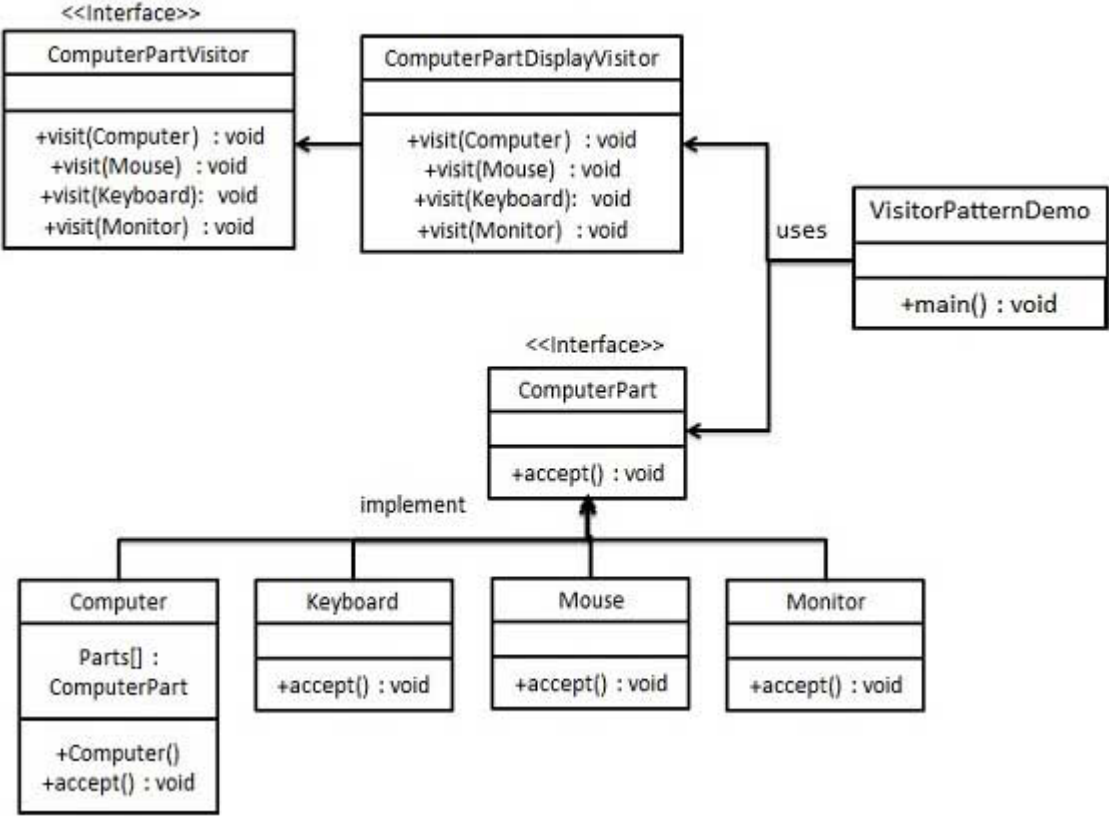 <<Interface>>
ComputerPartVisitor
+visit(Computer) : void
+visit(Mouse) : void
+visit(Keyboard): void
+visit(Monitor) : void
ComputerPartDisplayVisitor
+visit(Computer) : void
+visit(Mouse) : void
+visit(Keyboard): void
+visit(Monitor) : void
uses
VisitorPatternDemo
+main() : void
<<Interface>>
ComputerPart
+accept() : void
implement
Computer
Parts[] :
ComputerPart
+Computer()
+accept() : void
Keyboard
+accept() : void
Mouse
+accept() : void
Monitor
+accept() : void